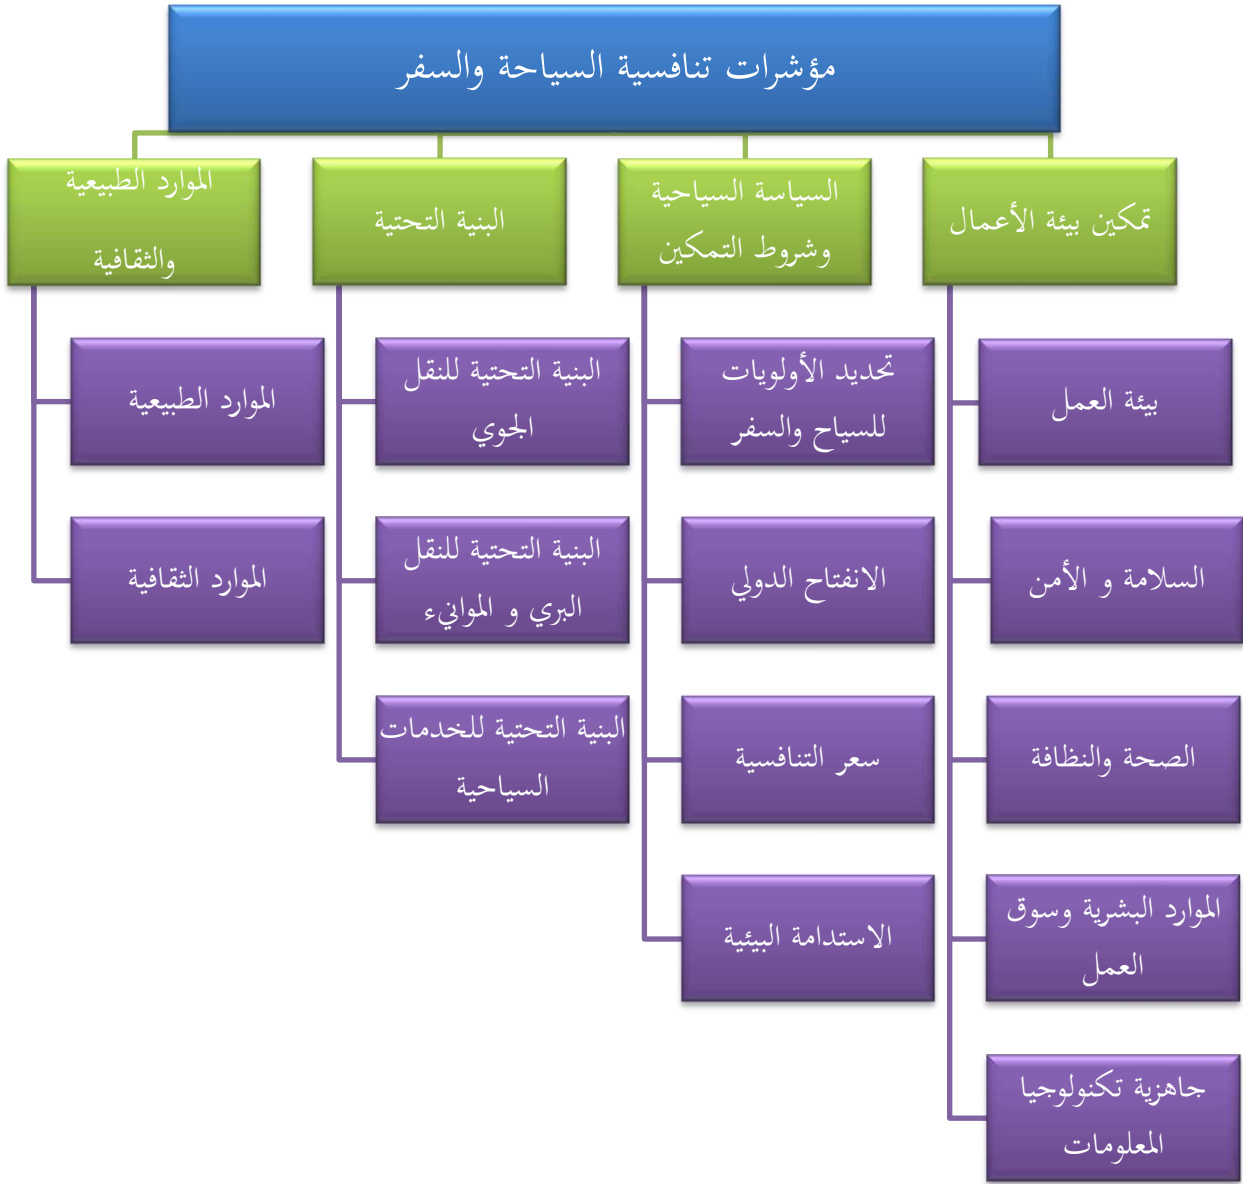 مؤشرات تنافسية السياحة والسفر
تمكين بيئة الأعمال
السياسة السياحية
وشروط التمكين
البنية التحتية
الموارد الطبيعية
والثقافية
بيئة العمل
السلامة و الأمن
الصحة والنظافة
الموارد البشرية وسوق
العمل
جاهزية تكنولوجيا
المعلومات
تحديد الأولويات
للسياح والسفر
الانفتاح الدولي
سعر التنافسية
الاستدامة البيئية
البنية التحتية للنقل
الجوي
البنية التحتية للنقل
البري و الموانيء
البنية التحتية للخدمات
السياحية
الموارد الطبيعية
الموارد الثقافية